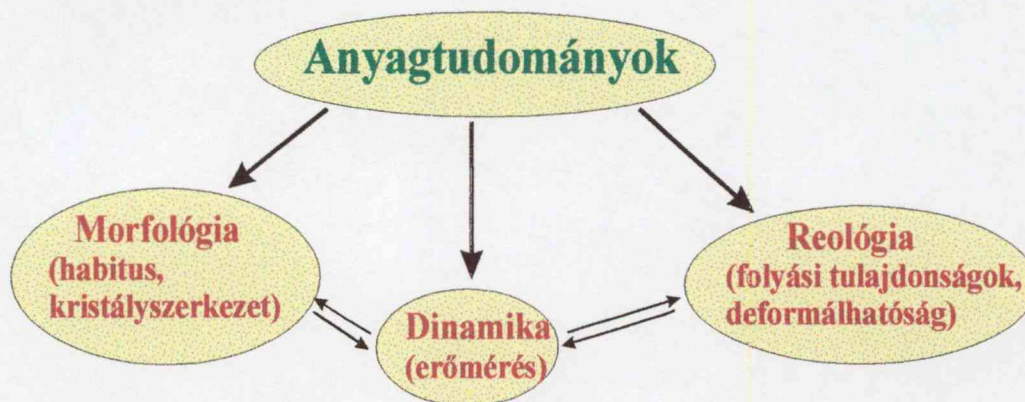 Anyagtudományok
Morfológia
(habitus,
kristályszerkezet)
Dinamika
(erőmérés)
Reológia
(folyási tulajdonságok,
deformálhatóság)